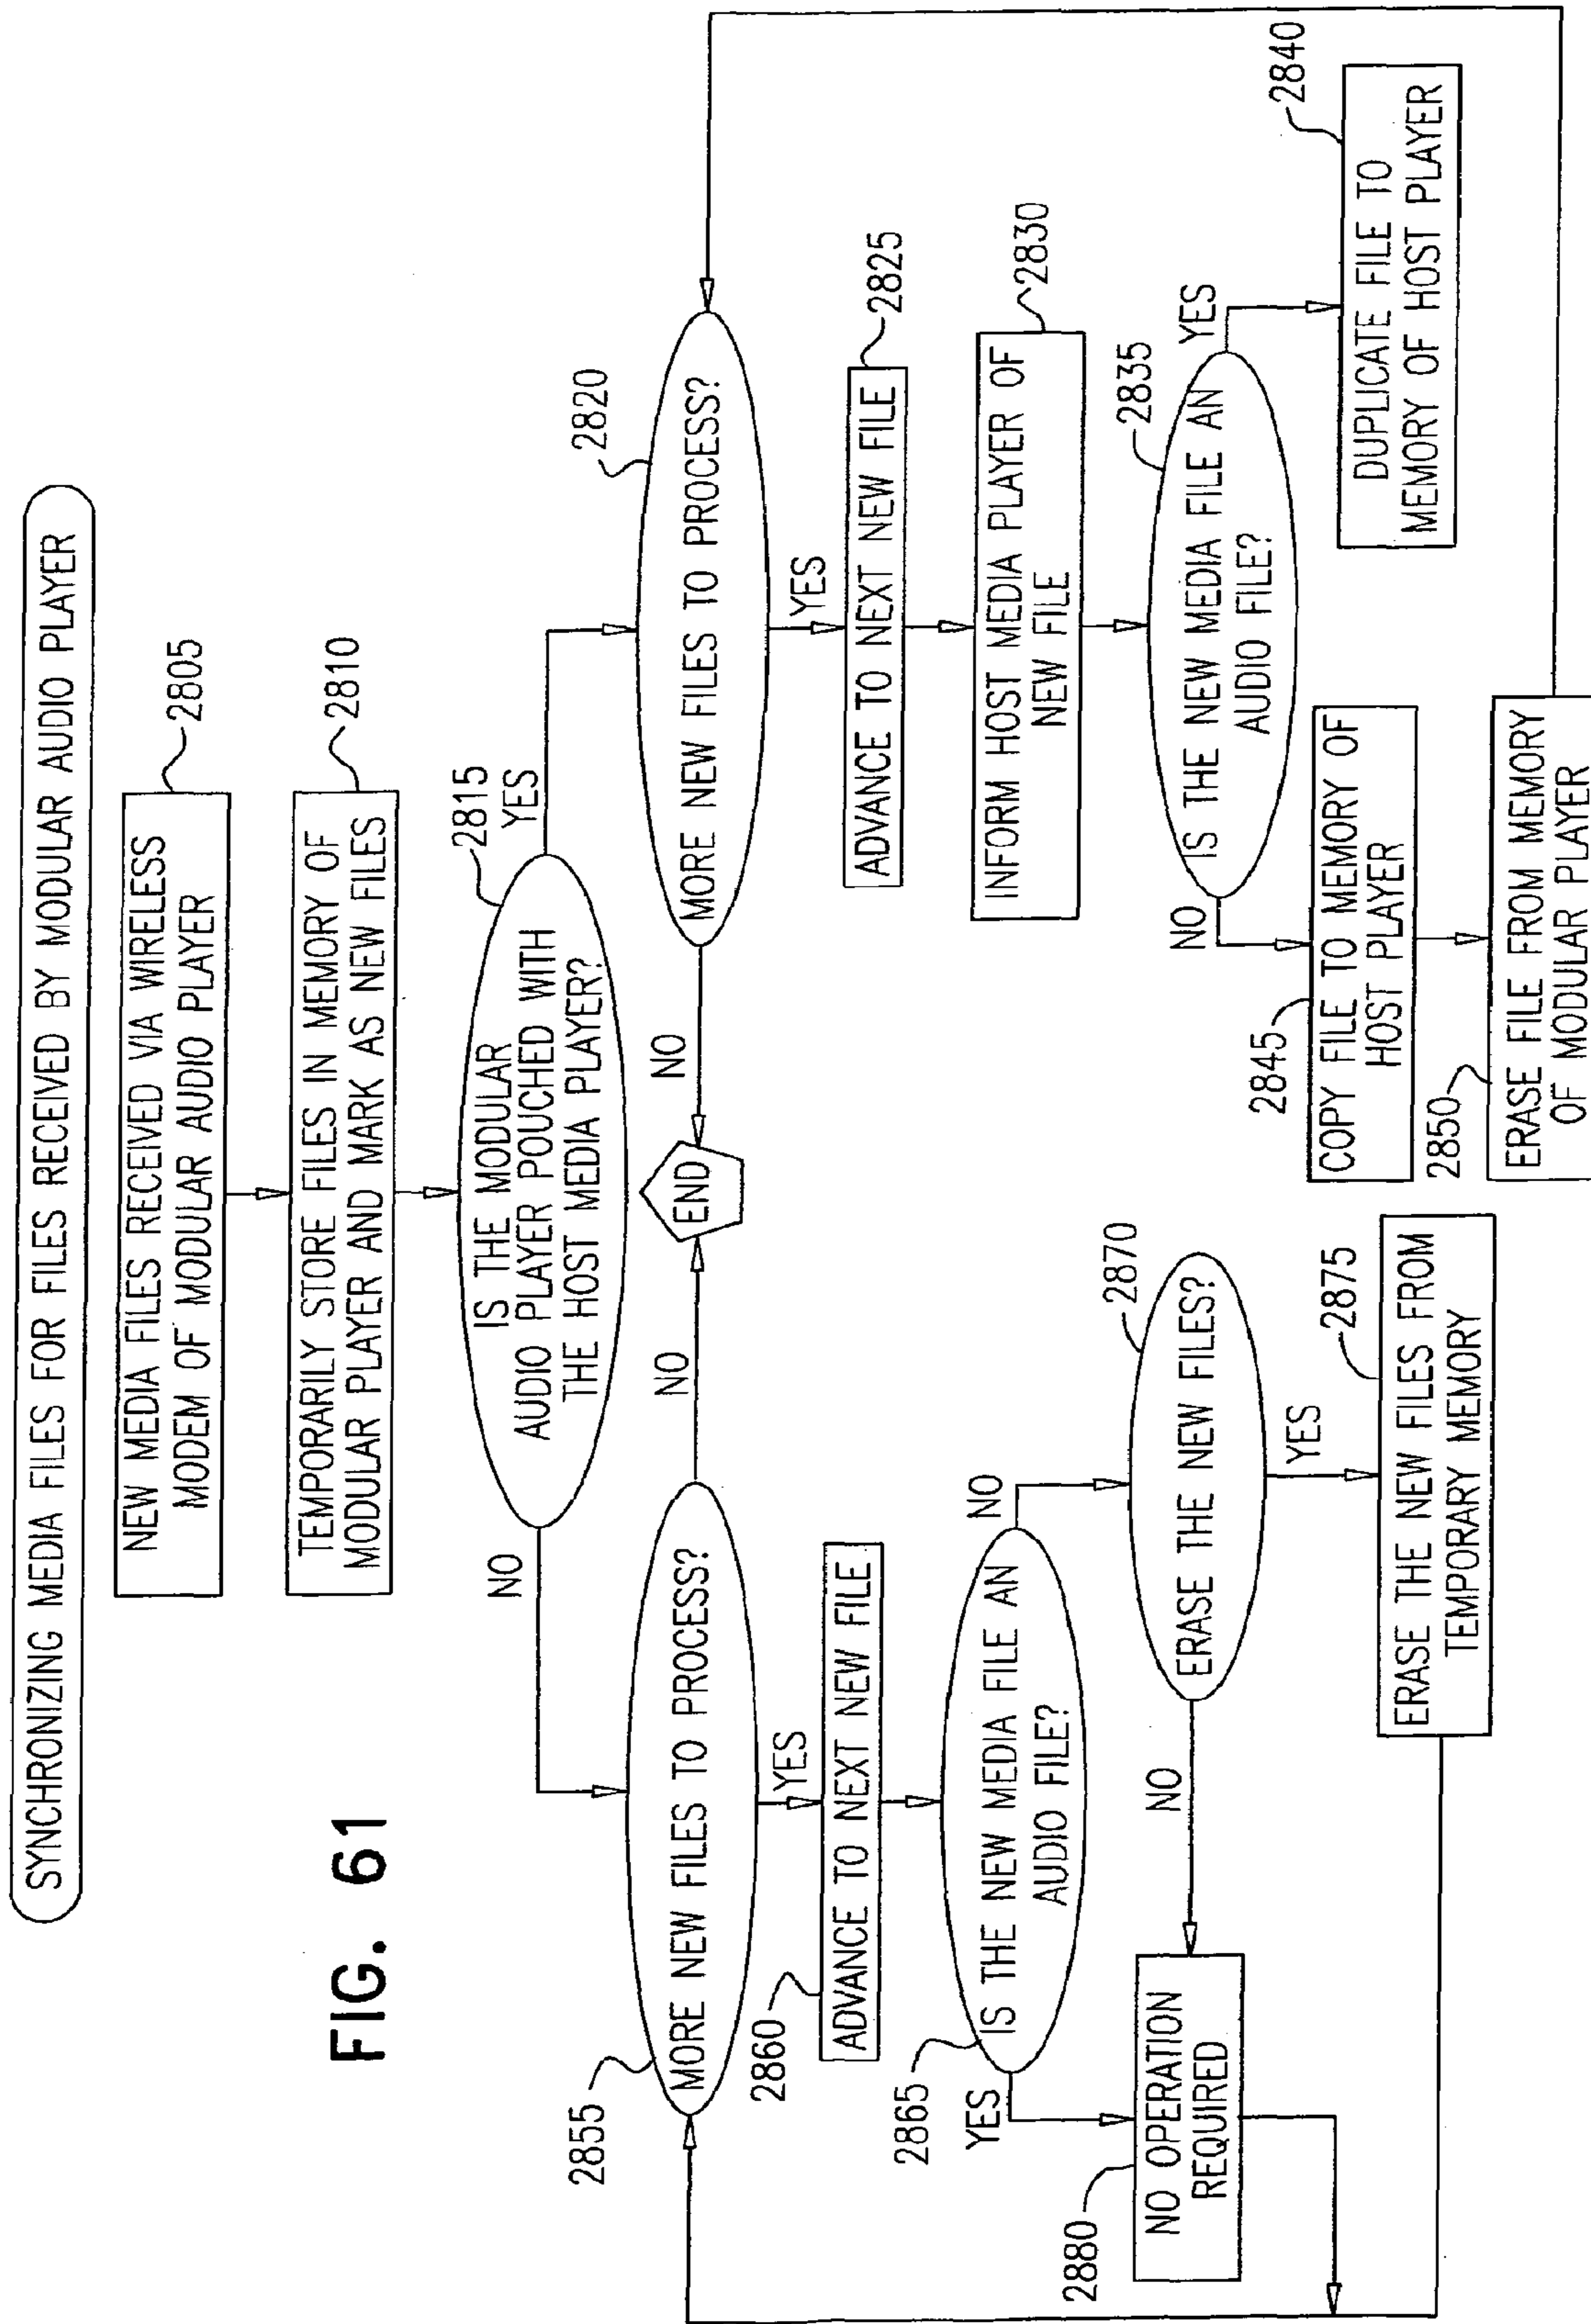 SYNCHRONIZING MEDIA FILES FOR FILES RECEIVED BY MODULAR AUDIO PLAYER
FIG. 61
NEW MEDIA FILES RECEIVED VIA WIRELESS
MODEM OF MODULAR AUDIO PLAYER
2805
TEMPORARILY STORE FILES IN MEMORY OF
MODULAR PLAYER AND MARK AS NEW FILES
2810
2815
IS THE MODULAR
AUDIO PLAYER POUCHED WITH
THE HOST MEDIA PLAYER?
NO
YES
2855
MORE NEW FILES TO PROCESS?
NO
END
NO
MORE NEW FILES TO PROCESS?
2820
YES
YES
2860
ADVANCE TO NEXT NEW FILE
ADVANCE TO NEXT NEW FILE
2825
2865
IS THE NEW MEDIA FILE AN
AUDIO FILE?
YES
NO
INFORM HOST MEDIA PLAYER OF
NEW FILE
2830
2880
NO OPERATION
REQUIRED
NO
ERASE THE NEW FILES?
2870
YES
IS THE NEW MEDIA FILE AN
AUDIO FILE?
2835
NO
YES
ERASE THE NEW FILES FROM
TEMPORARY MEMORY
2875
2845
COPY FILE TO MEMORY OF
HOST PLAYER
DUPLICATE FILE TO
MEMORY OF HOST PLAYER
2840
2850
ERASE FILE FROM MEMORY
OF MODULAR PLAYER